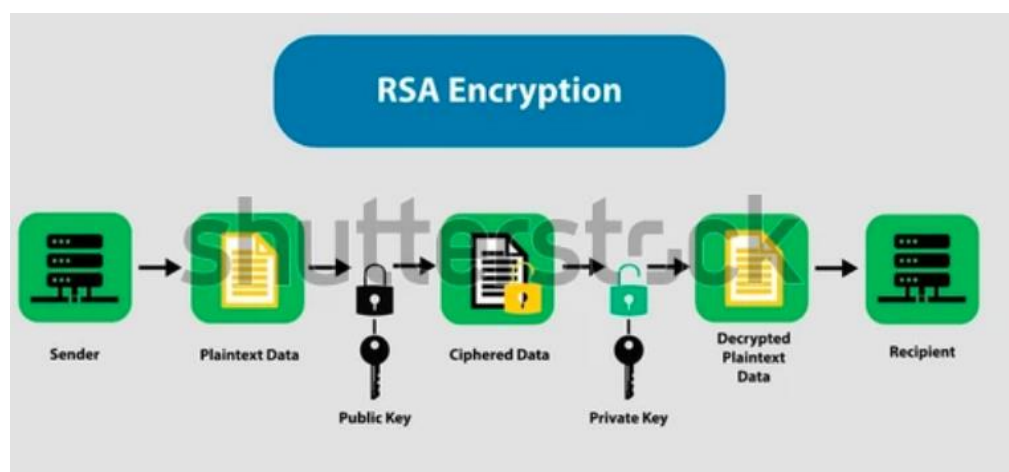 RSA Encryption
shutterstock
Sender
Plaintext Data
Public Key
Ciphered Data
Private Key
Decrypted
Plaintext
Data
Recipient